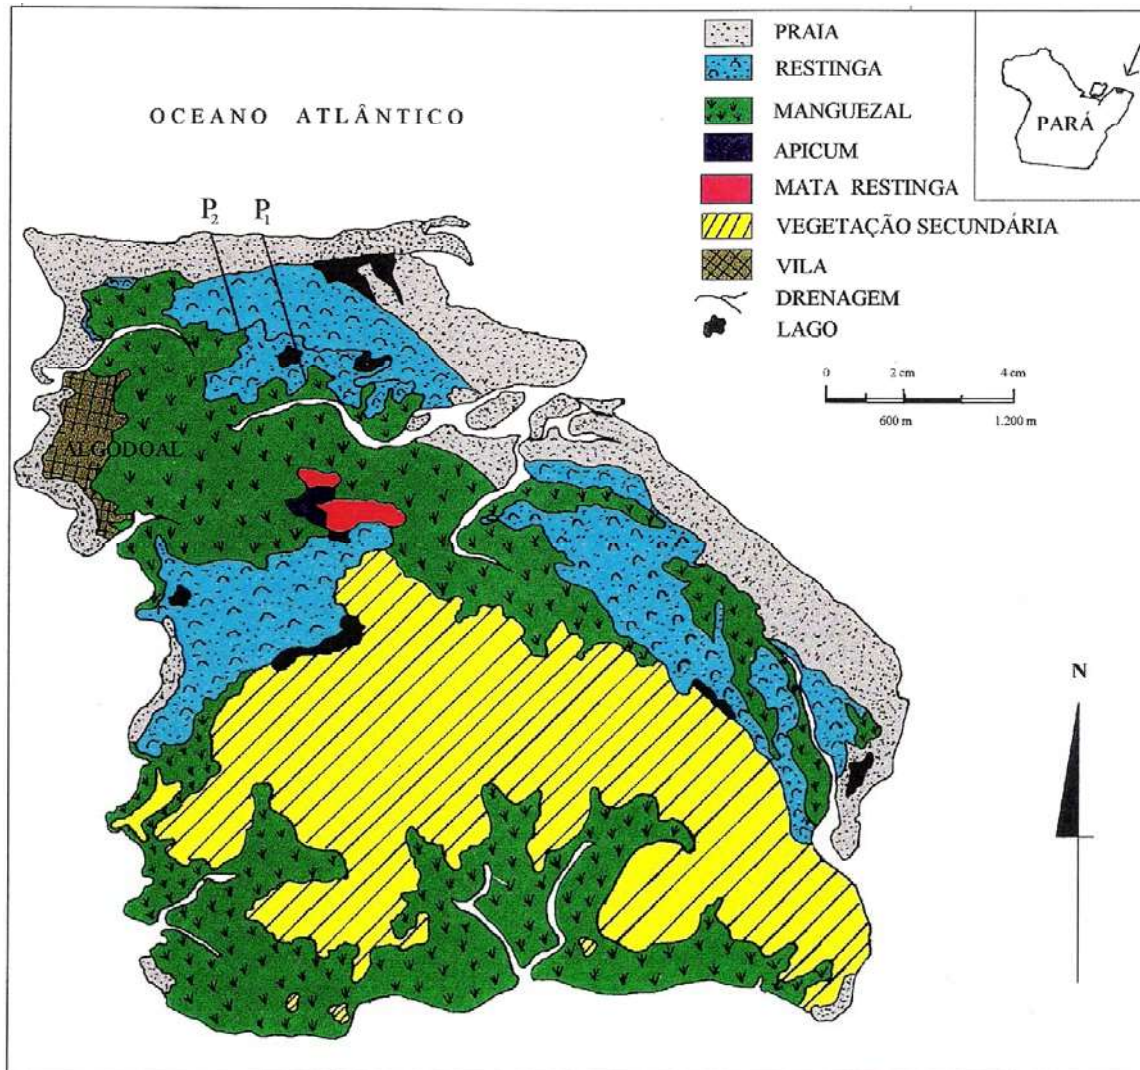 OCEANO ATLÂNTICO
P₂ P₁
ALGODOAL
PRAIA
RESTINGA
MANGUEZAL
APICUM
MATA RESTINGA
VEGETAÇÃO SECUNDÁRIA
VILA
DRENAGEM
LAGO
0 2 cm 4 cm
600 m 1.200 m
PARÁ
N